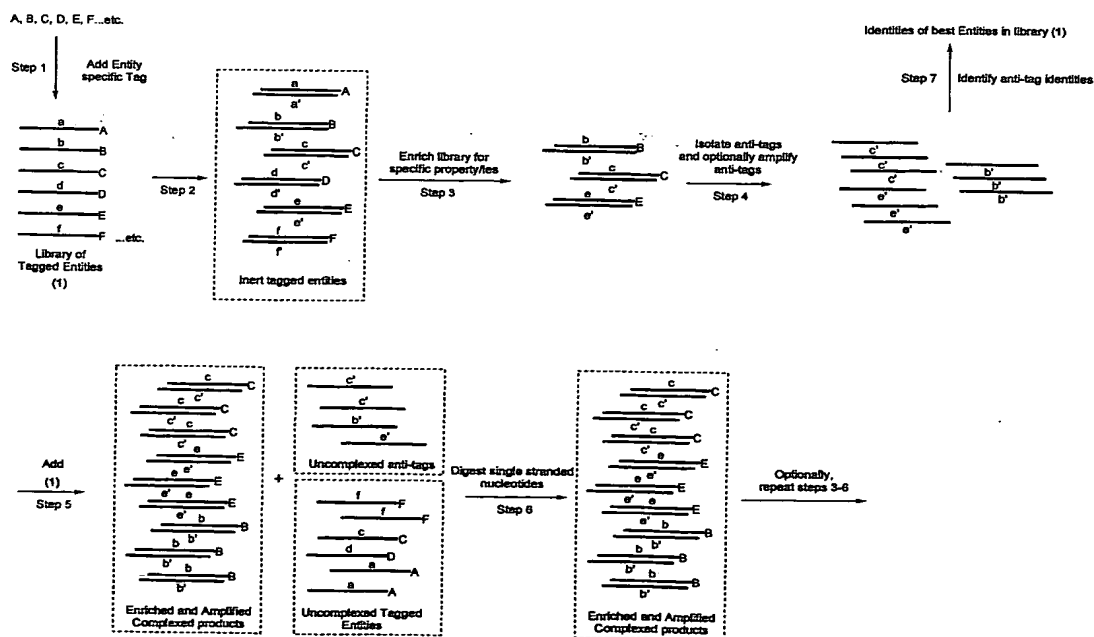 A, B, C, D, E, F...etc.
Step 1
Add Entity
specific Tag
a
A
b
B
c
C
d
D
e
E
f
F ...etc.
Library of
Tagged Entities
(1)
Step 2
a
A
a'
b
B
b'
c
C
c'
d
D
d'
e
E
e'
f
F
f'
Inert tagged entities
Enrich library for
specific property/ies
Step 3
b
B
b'
c
C
c'
e
E
e'
Isolate anti-tags
and optionally amplify
anti-tags
Step 4
c'
c'
c'
e'
e'
e'
b'
b'
b'
Identities of best Entities in library (1)
Step 7
Identify anti-tag identities
Add
(1)
Step 5
c
C
c'
c
C
c'
c
C
c'
e
E
e'
e
E
e'
e
E
e'
b
B
b'
b
B
b'
b
B
b'
Enriched and Amplified
Complexed products
+
c'
c'
b'
e'
Uncomplexed anti-tags
f
F
f
F
c
C
d
D
a
A
a
A
Uncomplexed Tagged
Entities
Digest single stranded
nucleotides
Step 6
c
C
c'
c
C
c'
c
C
c'
e
E
e'
e
E
e'
e
E
e'
b
B
b'
b
B
b'
b
B
b'
Enriched and Amplified
Complexed products
Optionally,
repeat steps 3-6